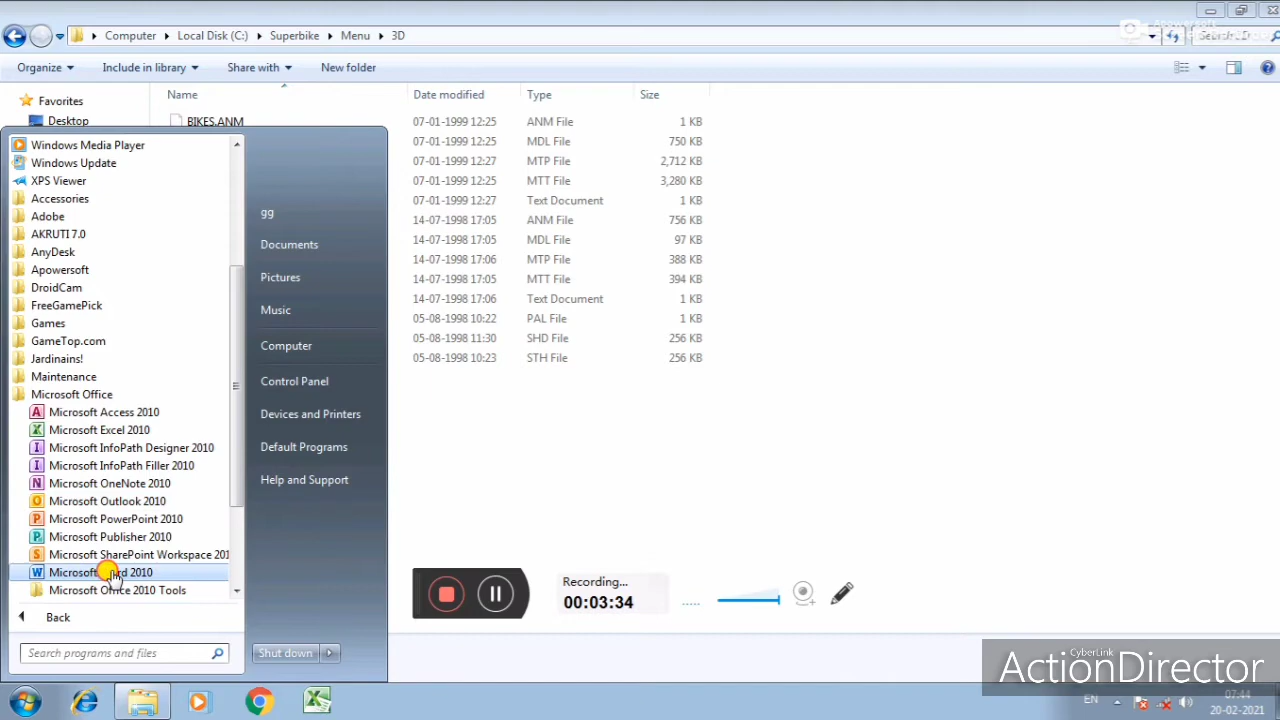 Computer ▸ Local Disk (C:) ▸ Superbike ▸ Menu ▸ 3D
Organize Include in library Share with New folder
Favorites
Desktop
Name Date modified Type Size
BIKES.ANM 07-01-1999 12:25 ANM File 1 KB
07-01-1999 12:25 MDL File 750 KB
07-01-1999 12:27 MTP File 2,712 KB
07-01-1999 12:25 MTT File 3,280 KB
07-01-1999 12:27 Text Document 1 KB
14-07-1998 17:05 ANM File 756 KB
14-07-1998 17:05 MDL File 97 KB
14-07-1998 17:06 MTP File 388 KB
14-07-1998 17:05 MTT File 394 KB
14-07-1998 17:06 Text Document 1 KB
05-08-1998 10:22 PAL File 1 KB
05-08-1998 11:30 SHD File 256 KB
05-08-1998 10:23 STH File 256 KB
Windows Media Player
Windows Update
XPS Viewer
Accessories
Adobe
AKRUTI 7.0
AnyDesk
Apowersoft
DroidCam
FreeGamePick
Games
GameTop.com
Jardinains!
Maintenance
Microsoft Office
Microsoft Access 2010
Microsoft Excel 2010
Microsoft InfoPath Designer 2010
Microsoft InfoPath Filler 2010
Microsoft OneNote 2010
Microsoft Outlook 2010
Microsoft PowerPoint 2010
Microsoft Publisher 2010
Microsoft SharePoint Workspace 201
Microsoft Word 2010
Microsoft Office 2010 Tools
Back
Search programs and files
gg
Documents
Pictures
Music
Computer
Control Panel
Devices and Printers
Default Programs
Help and Support
Shut down
Recording...
00:03:34
CyberLink
ActionDirector
EN
07:44
20-02-2021